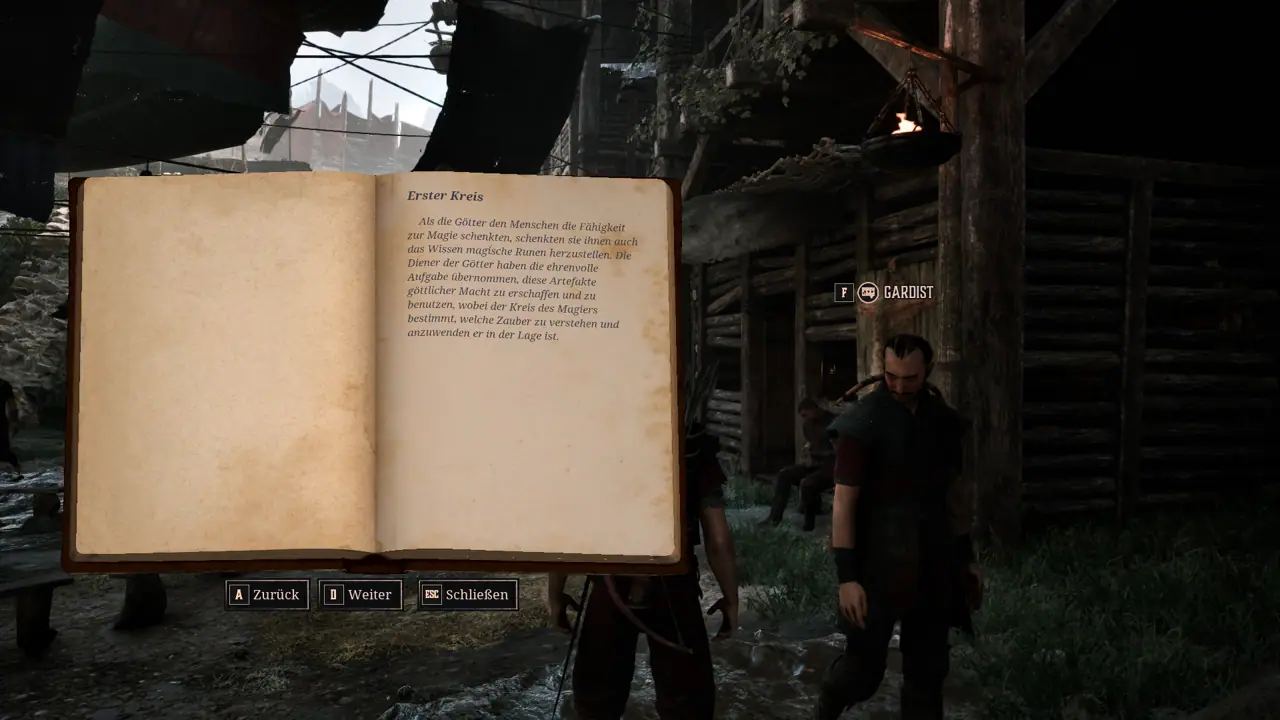 Erster Kreis
Als die Götter den Menschen die Fähigkeit
zur Magie schenkten, schenkten sie ihnen auch
das Wissen magische Runen herzustellen. Die
Diener der Götter haben die ehrenvolle
Aufgabe übernommen, diese Artefakte
göttlicher Macht zu erschaffen und zu
benutzen, wobei der Kreis des Magiers
bestimmt, welche Zauber zu verstehen und
anzuwenden er in der Lage ist.
F GARDIST
A Zurück D Weiter ESC Schließen